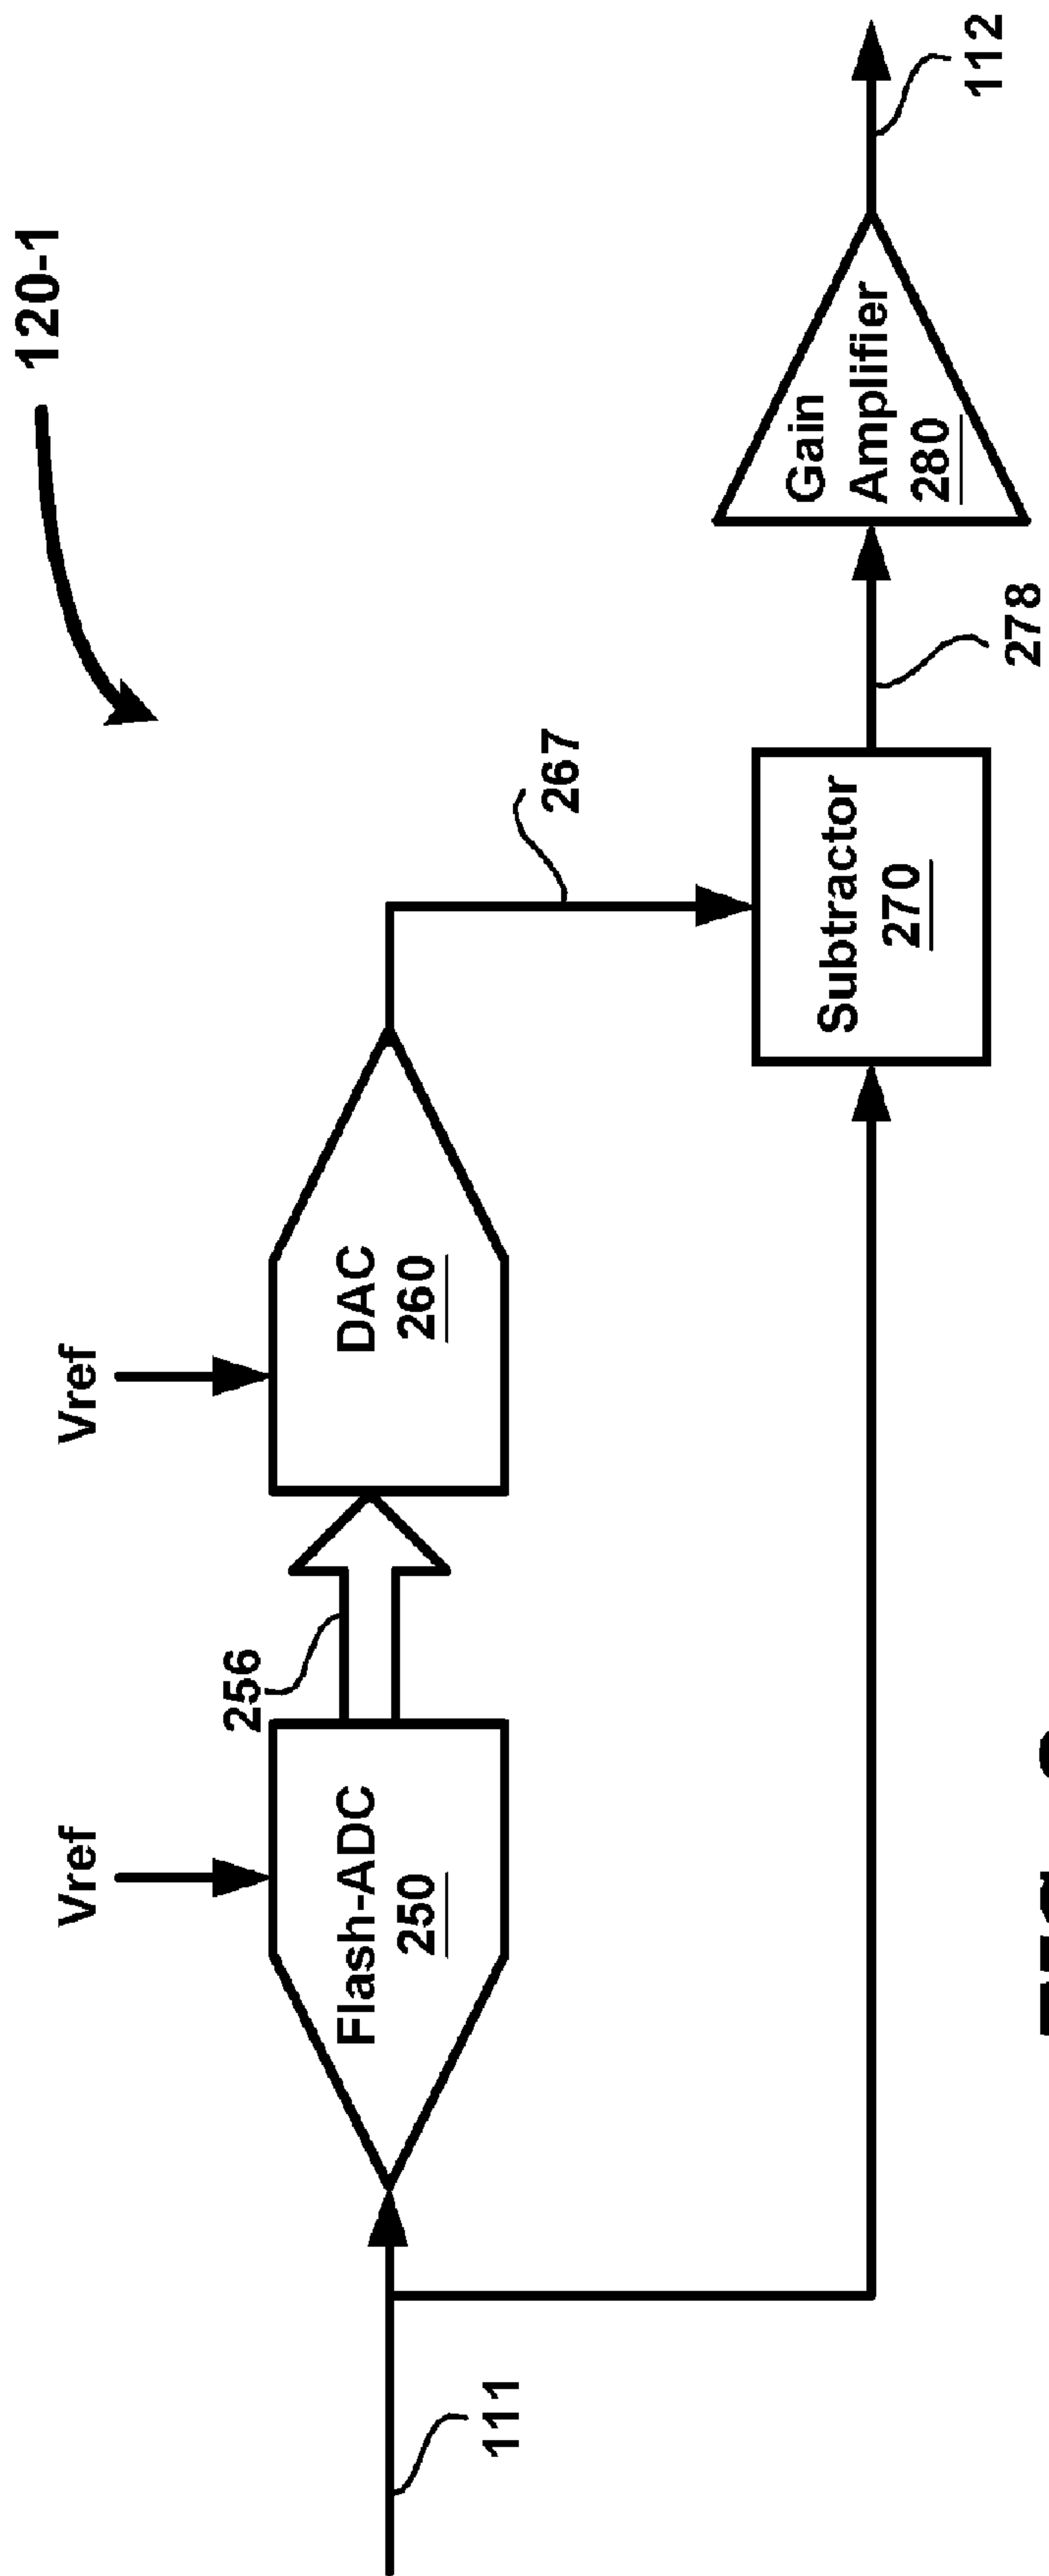 120-1
Vref
Vref
Flash-ADC
250
256
DAC
260
267
111
Subtractor
270
278
Gain
Amplifier
280
112